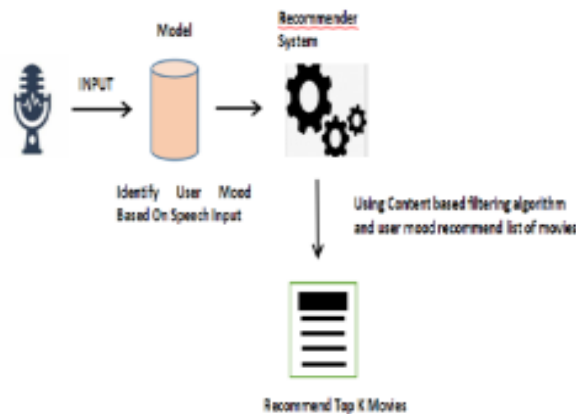 Model
Recommender
System
INPUT
Identify User Mood
Based On Speech Input
Using Content based filtering algorithm
and user mood recommend list of movies
Recommend Top K Movies